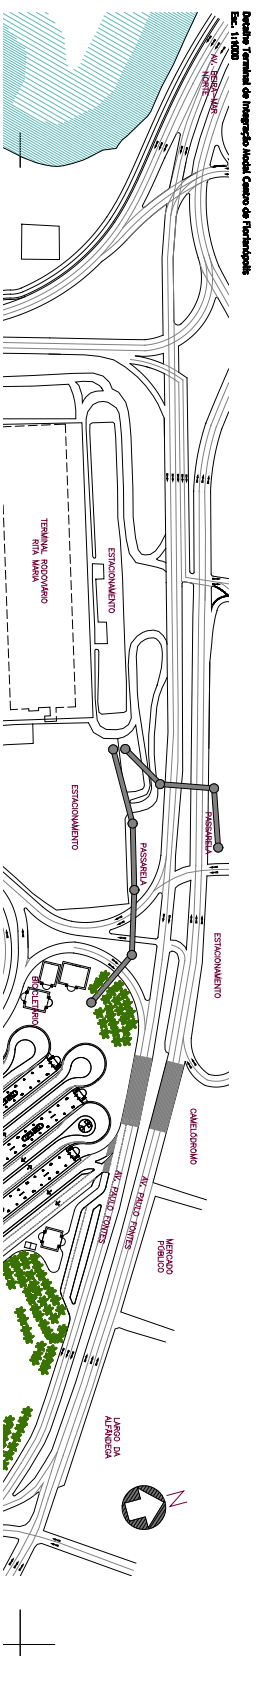 Detalhe Terminal de Integração Modal Centro de Florianópolis
Esc. 1:1000
AV. BEIRA-MAR
NORTE
TERMINAL RODOVIÁRIO
RITA MARIA
ESTACIONAMENTO
PASSARELA
ESTACIONAMENTO
PASSARELA
ESTACIONAMENTO
BICICLETÁRIO
CAMELÓDROMO
AV. PAULO FONTES
AV. PAULO FONTES
MERCADO
PÚBLICO
LARGO DA
ALFÂNDEGA
N